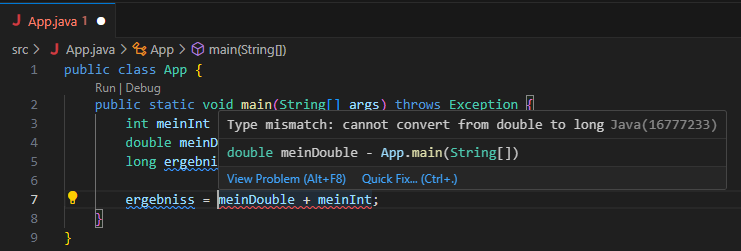 App.java 1
src > App.java > App > main(String[])
1 public class App {
Run | Debug
2 public static void main(String[] args) throws Exception {
3 int meinInt
Type mismatch: cannot convert from double to long Java(16777233)
4 double meinD
double meinDouble - App.main(String[])
5 long ergebni
View Problem (Alt+F8) Quick Fix... (Ctrl+.)
6
7 ergebniss = meinDouble + meinInt;
8 }
9 }